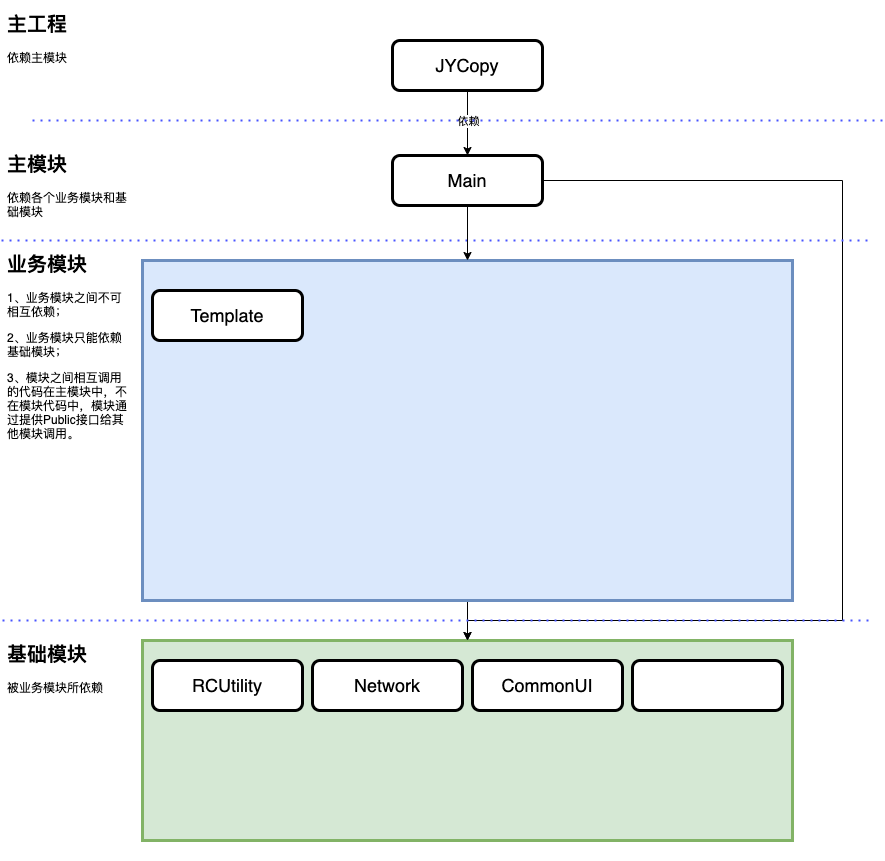 主工程
依赖主模块
JYCopy
依赖
主模块
依赖各个业务模块和基
础模块
Main
业务模块
1、业务模块之间不可
相互依赖；
2、业务模块只能依赖
基础模块；
3、模块之间相互调用
的代码在主模块中，不
在模块代码中，模块通
过提供Public接口给其
他模块调用。
Template
基础模块
被业务模块所依赖
RCUtility
Network
CommonUI